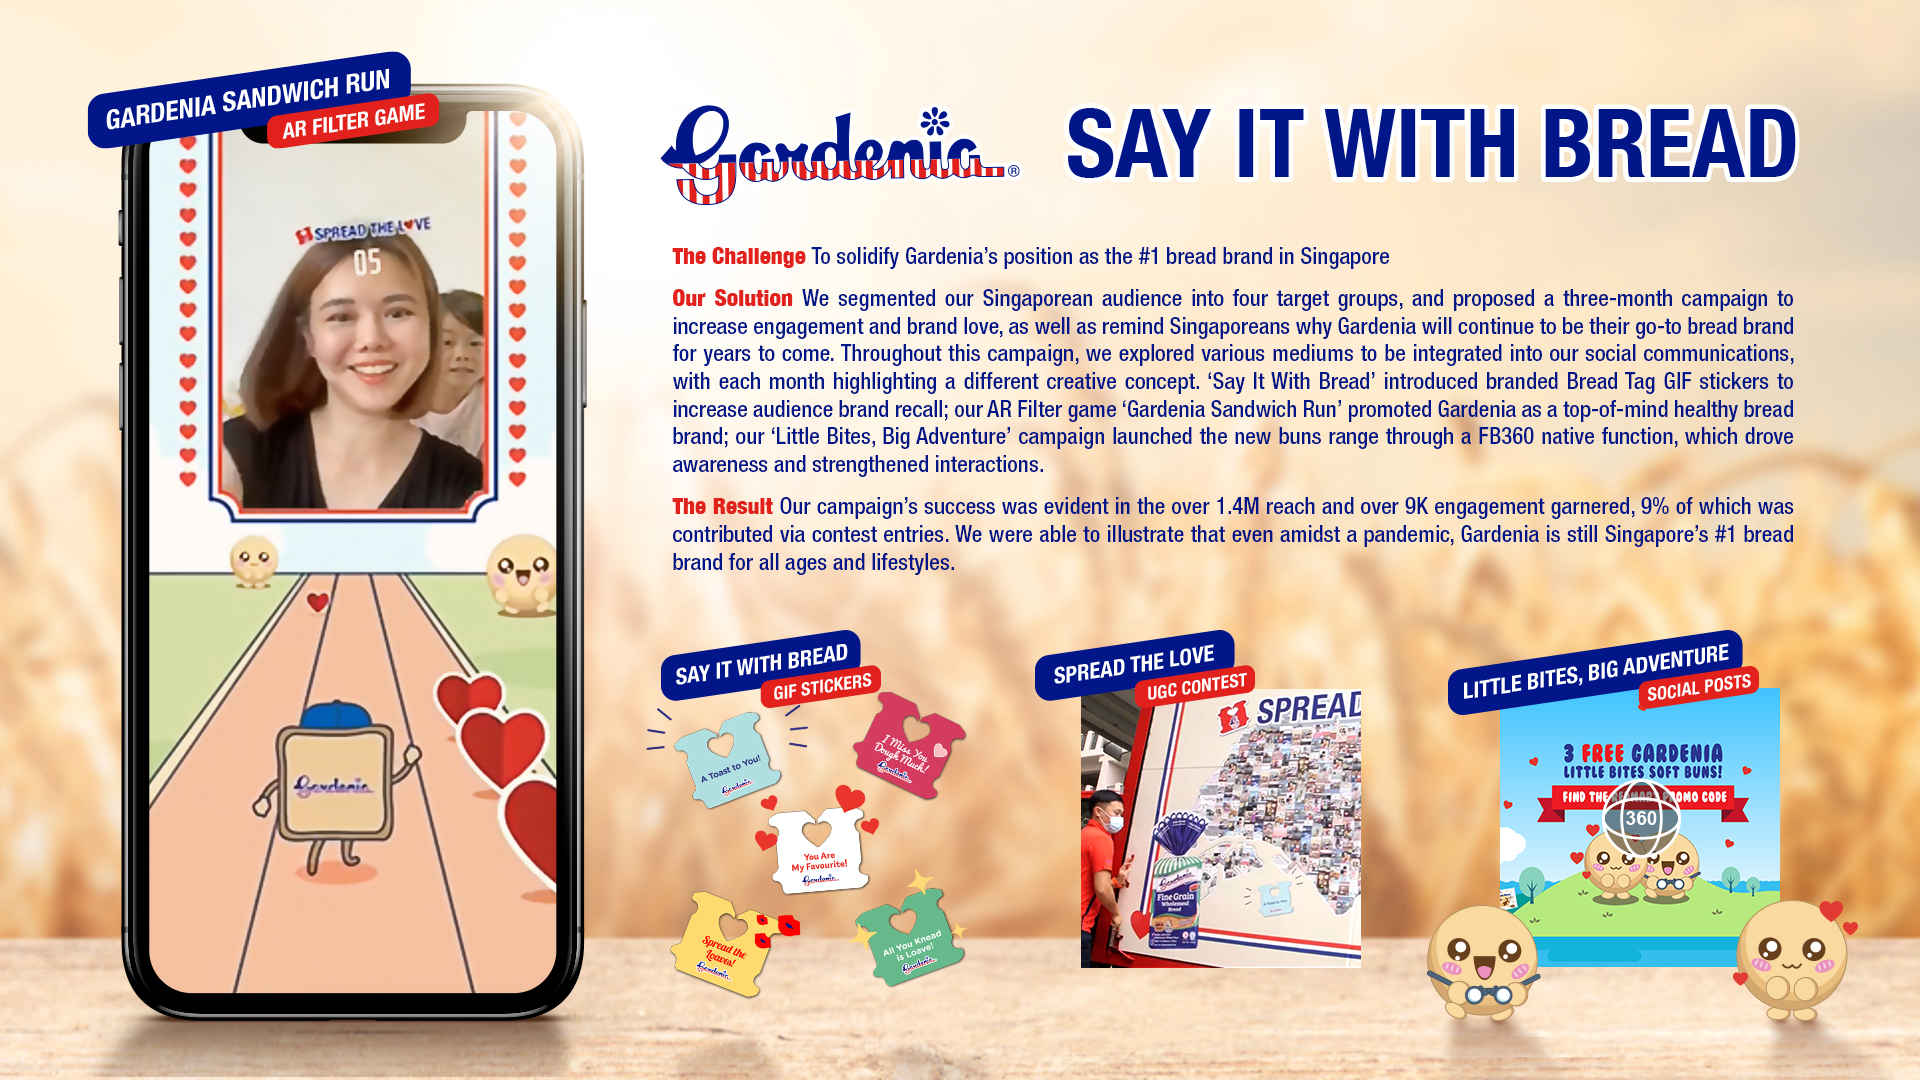 GARDENIA SANDWICH RUN
AR FILTER GAME
SPREAD THE LOVE
05
Gardenia
Gardenia®
SAY IT WITH BREAD
The Challenge To solidify Gardenia’s position as the #1 bread brand in Singapore
Our Solution We segmented our Singaporean audience into four target groups, and proposed a three-month campaign to
increase engagement and brand love, as well as remind Singaporeans why Gardenia will continue to be their go-to bread brand
for years to come. Throughout this campaign, we explored various mediums to be integrated into our social communications,
with each month highlighting a different creative concept. ‘Say It With Bread’ introduced branded Bread Tag GIF stickers to
increase audience brand recall; our AR Filter game ‘Gardenia Sandwich Run’ promoted Gardenia as a top-of-mind healthy bread
brand; our ‘Little Bites, Big Adventure’ campaign launched the new buns range through a FB360 native function, which drove
awareness and strengthened interactions.
The Result Our campaign’s success was evident in the over 1.4M reach and over 9K engagement garnered, 9% of which was
contributed via contest entries. We were able to illustrate that even amidst a pandemic, Gardenia is still Singapore’s #1 bread
brand for all ages and lifestyles.
SAY IT WITH BREAD
GIF STICKERS
A Toast to You!
Gardenia
I Miss You
Dough Much!
Gardenia
You Are
My Favourite!
Gardenia
Spread the
Loaves!
Gardenia
All You Knead
is Loave!
Gardenia
SPREAD THE LOVE
UGC CONTEST
SPREAD
Gardenia
Fine Grain
Wholemeal
Bread
LITTLE BITES, BIG ADVENTURE
SOCIAL POSTS
3 FREE GARDENIA
LITTLE BITES SOFT BUNS!
FIND THE REDMART PROMO CODE
360